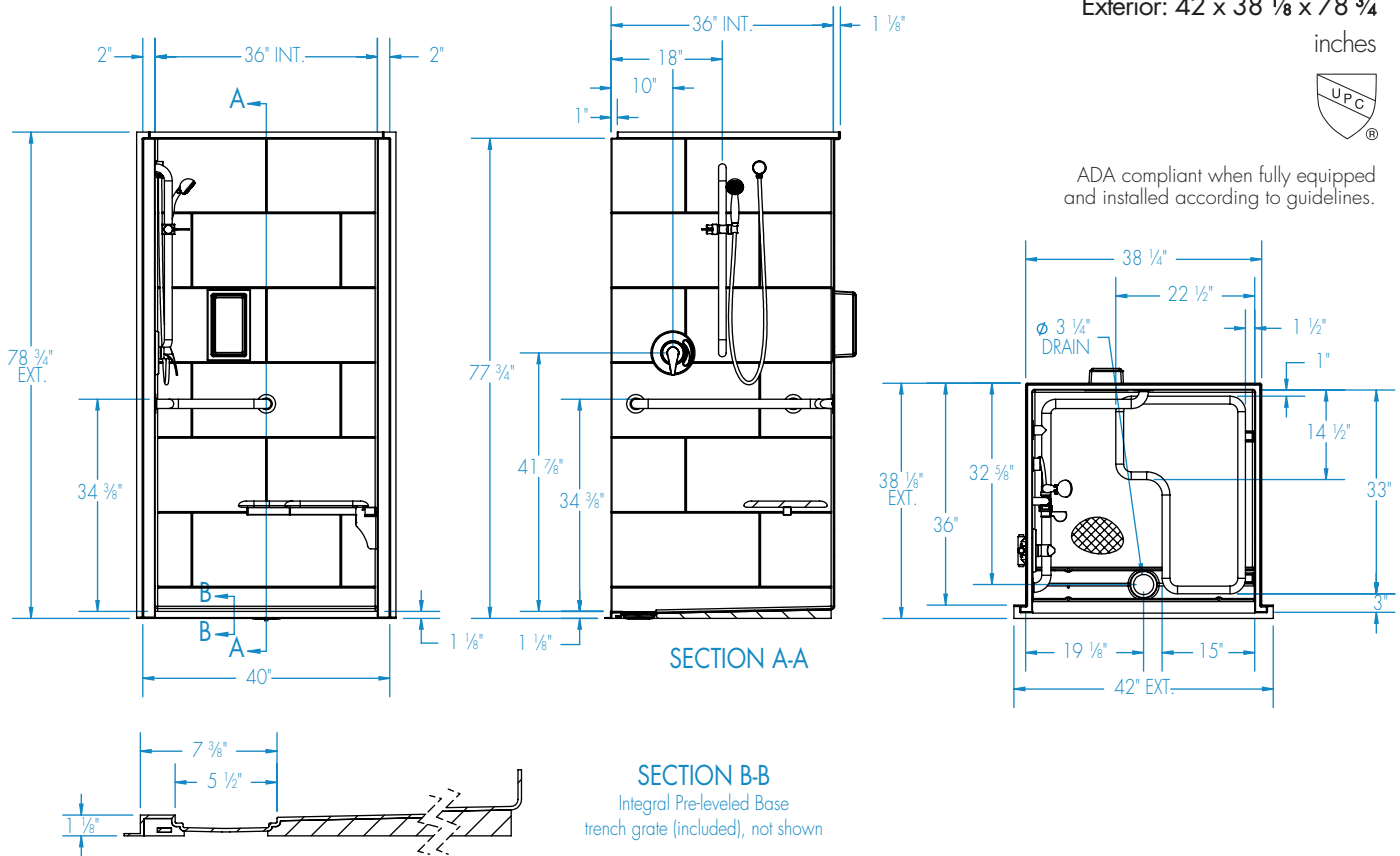 Exterior: 42 x 38 ⅛ x 78 ¾
inches
UPC
®
ADA compliant when fully equipped
and installed according to guidelines.
2"
36" INT.
2"
A
78 ¾"
EXT.
34 ⅜"
B
B
A
1 ⅛"
40"
36" INT.
1 ⅛"
18"
10"
1"
77 ¾"
41 ⅞"
34 ⅜"
1 ⅛"
SECTION A-A
38 ¼"
22 ½"
ø 3 ¼"
DRAIN
1 ½"
1"
14 ½"
33"
3"
38 ⅛"
EXT.
36"
32 ⅝"
19 ⅛"
15"
42" EXT.
7 ⅜"
5 ½"
1 ⅛"
SECTION B-B
Integral Pre-leveled Base
trench grate (included), not shown